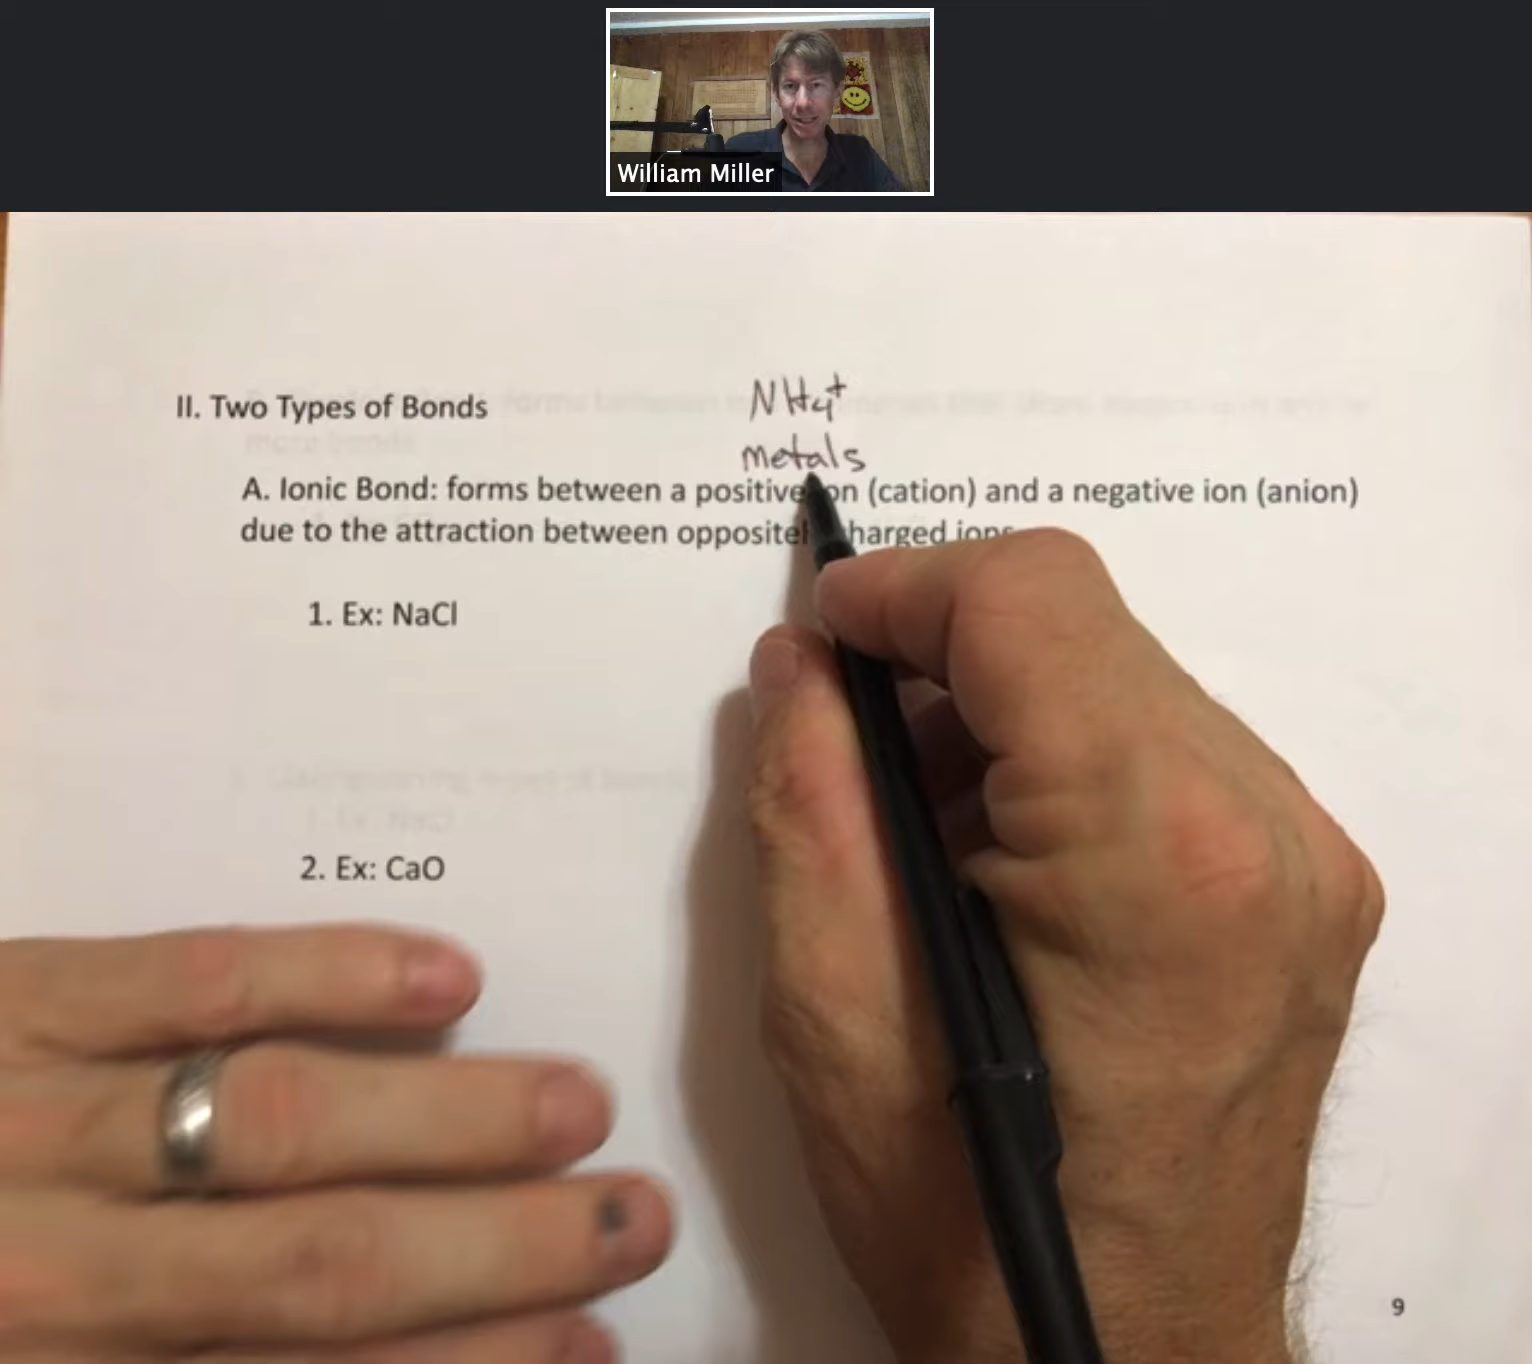 William Miller
NH4+
II. Two Types of Bonds
metals
A. Ionic Bond: forms between a positive ion (cation) and a negative ion (anion)
due to the attraction between oppositely charged ions
1. Ex: NaCl
2. Ex: CaO
9